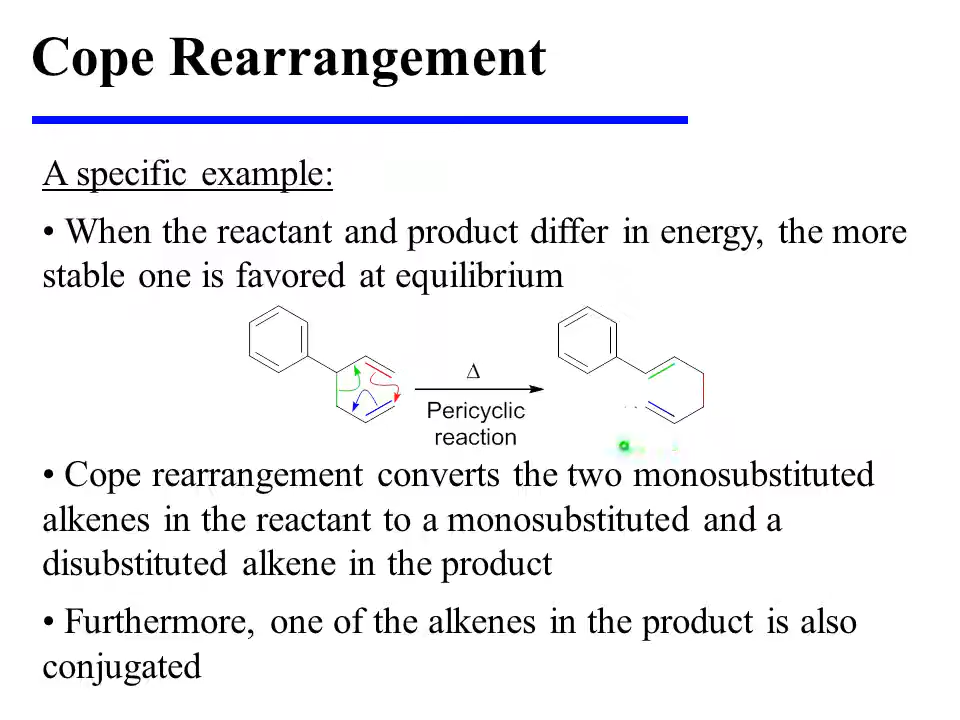 Cope Rearrangement
A specific example:
• When the reactant and product differ in energy, the more
stable one is favored at equilibrium
Δ
Pericyclic
reaction
• Cope rearrangement converts the two monosubstituted
alkenes in the reactant to a monosubstituted and a
disubstituted alkene in the product
• Furthermore, one of the alkenes in the product is also
conjugated